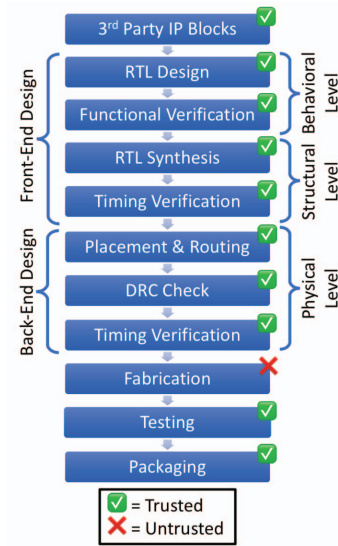 3rd Party IP Blocks
RTL Design
Functional Verification
RTL Synthesis
Timing Verification
Placement & Routing
DRC Check
Timing Verification
Fabrication
Testing
Packaging
Front-End Design
Back-End Design
Behavioral
Level
Structural
Level
Physical
Level
= Trusted
= Untrusted